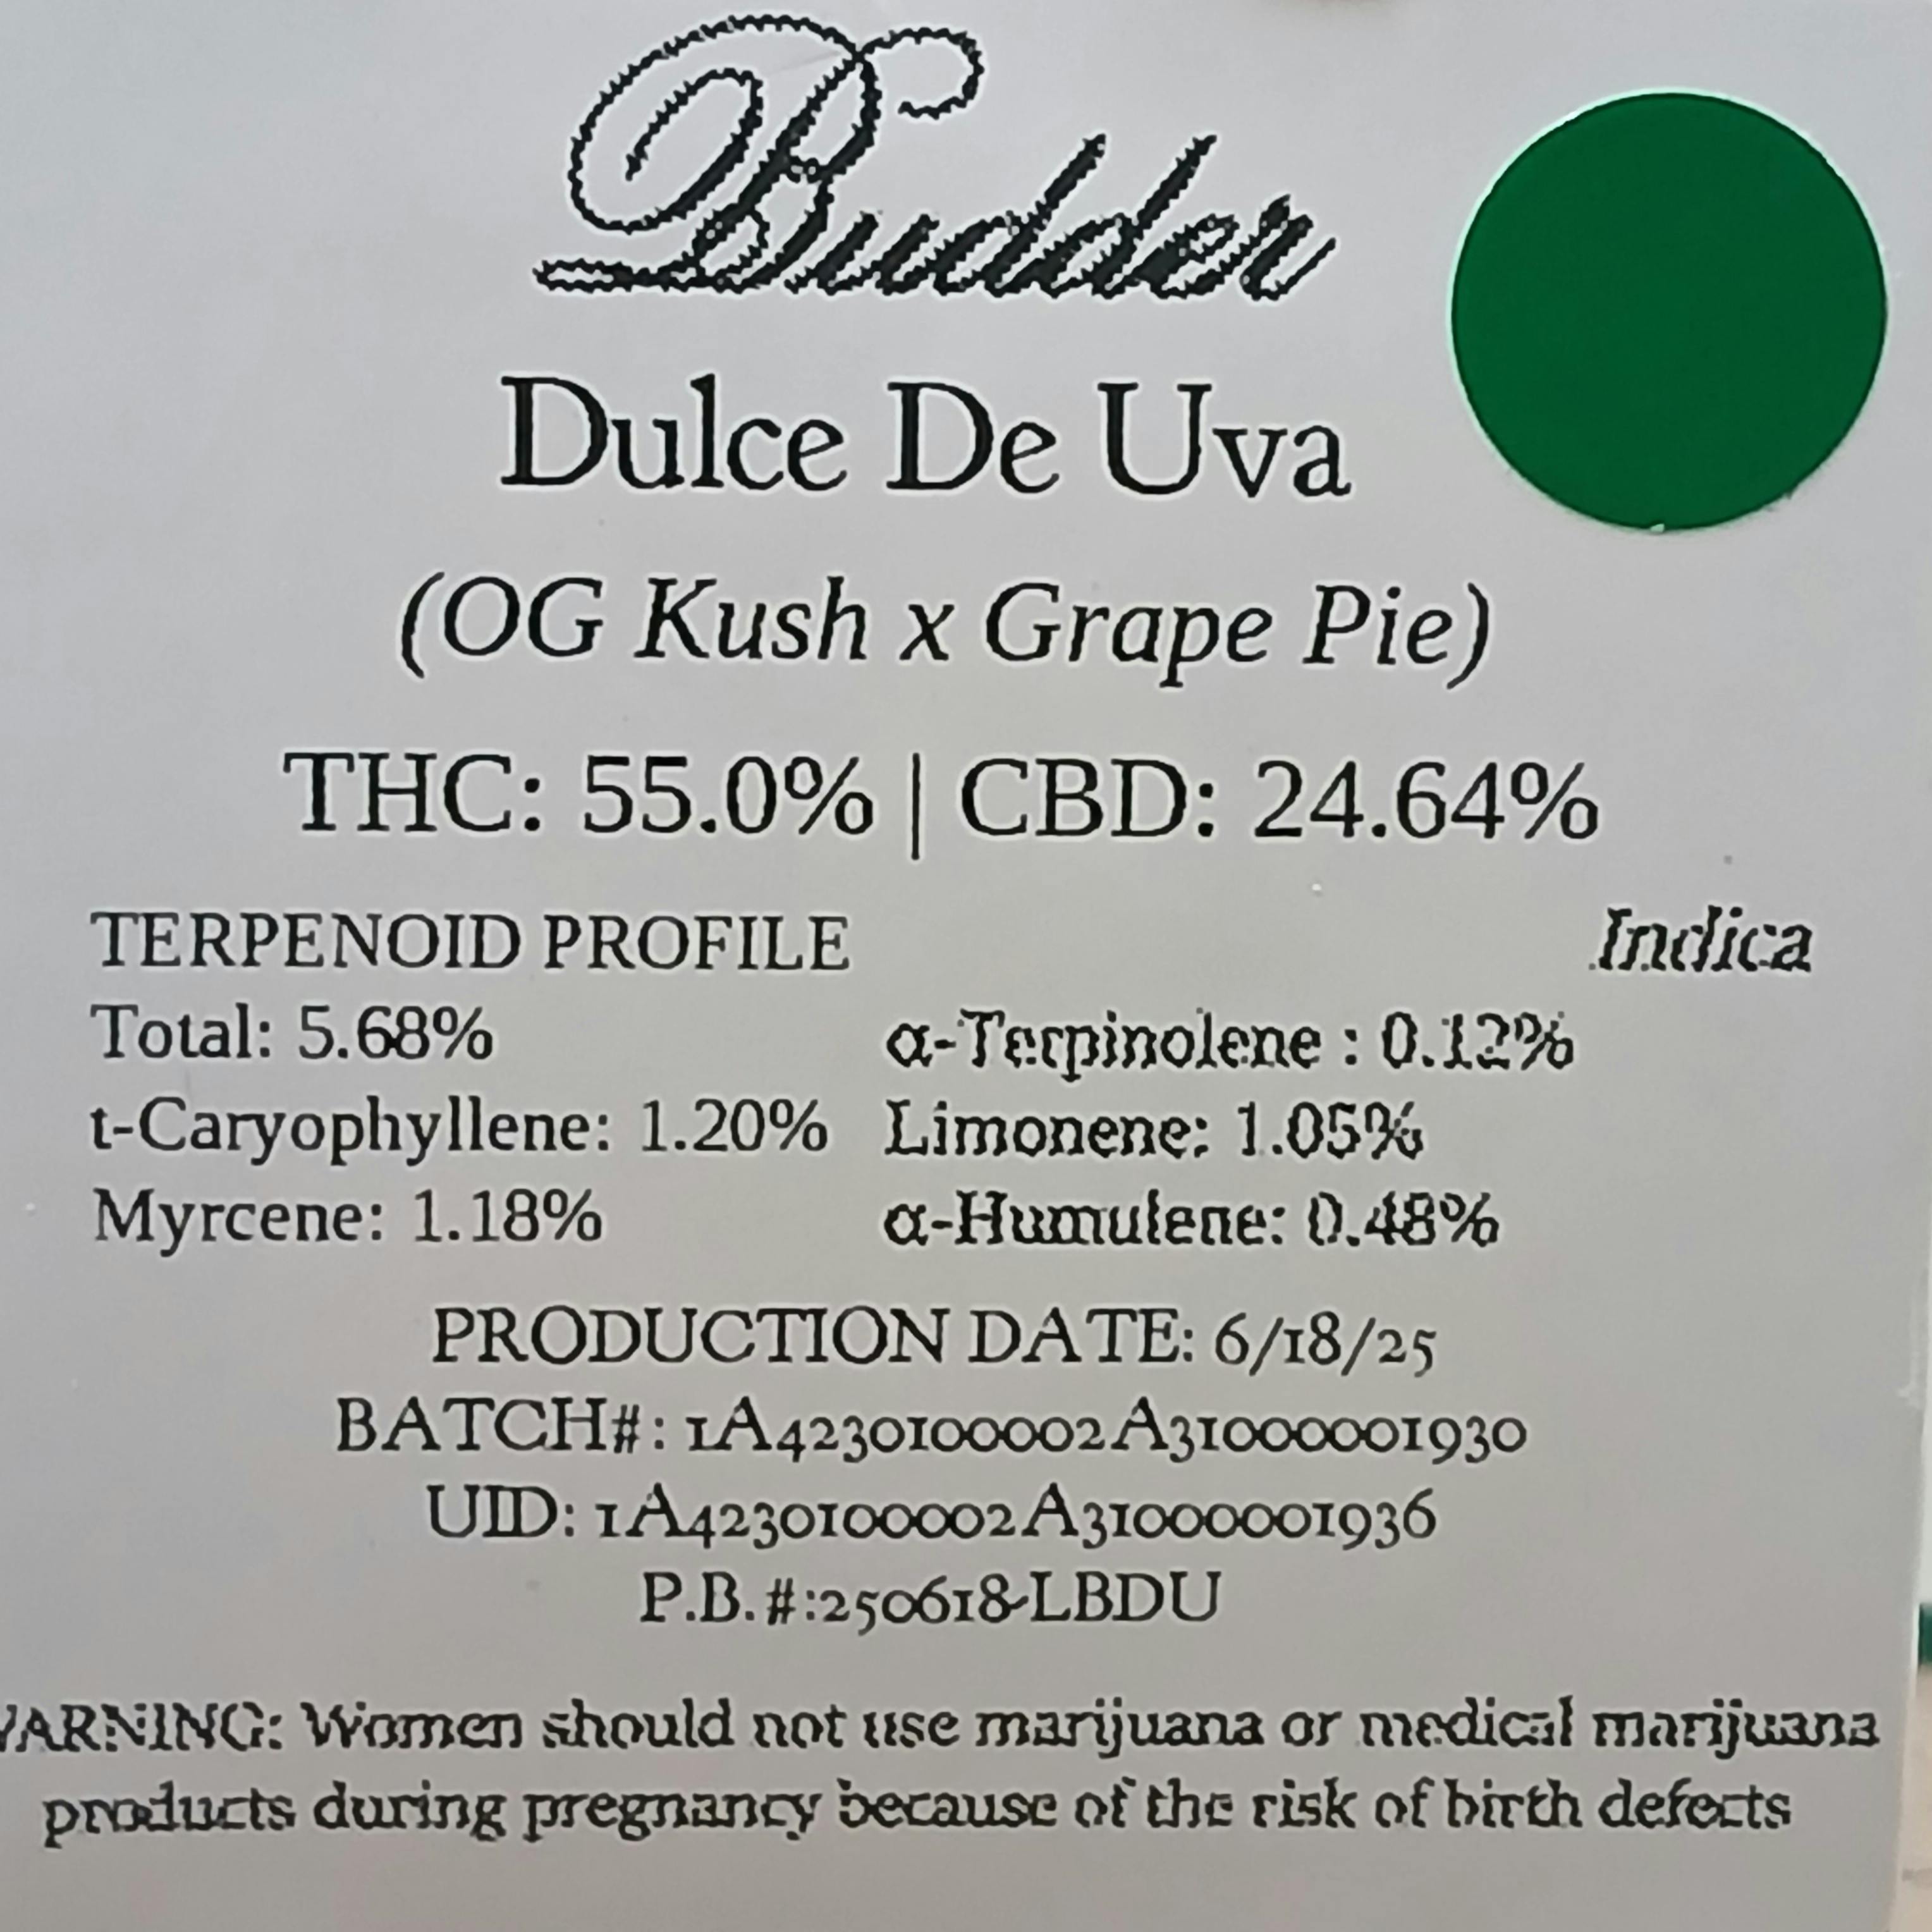 Budder
Dulce De Uva
(OG Kush x Grape Pie)
THC: 55.0% | CBD: 24.64%
TERPENOID PROFILE
Indica
Total: 5.68%
α-Terpinolene : 0.12%
t-Caryophyllene: 1.20%
Limonene: 1.05%
Myrcene: 1.18%
α-Humulene: 0.48%
PRODUCTION DATE: 6/18/25
BATCH#: 1A4230100002A31000001930
UID: 1A4230100002A31000001936
P.B.#:250618-LBDU
WARNING: Women should not use marijuana or medical marijuana
products during pregnancy because of the risk of birth defects